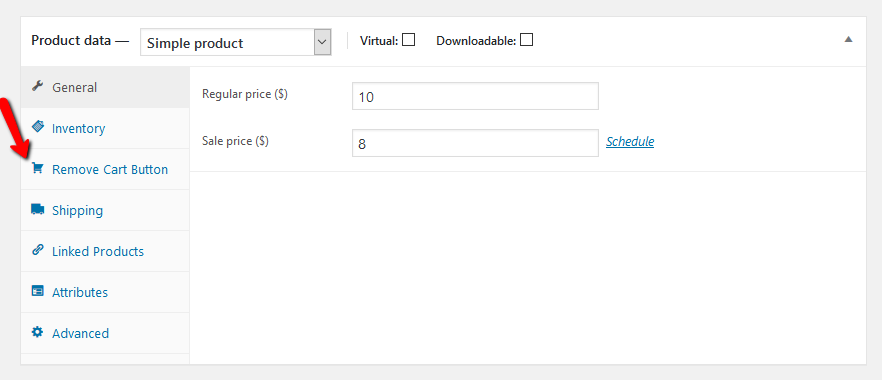 Product data — Simple product Virtual: Downloadable:
General
Regular price ($) 10
Inventory
Sale price ($) 8 Schedule
Remove Cart Button
Shipping
Linked Products
Attributes
Advanced